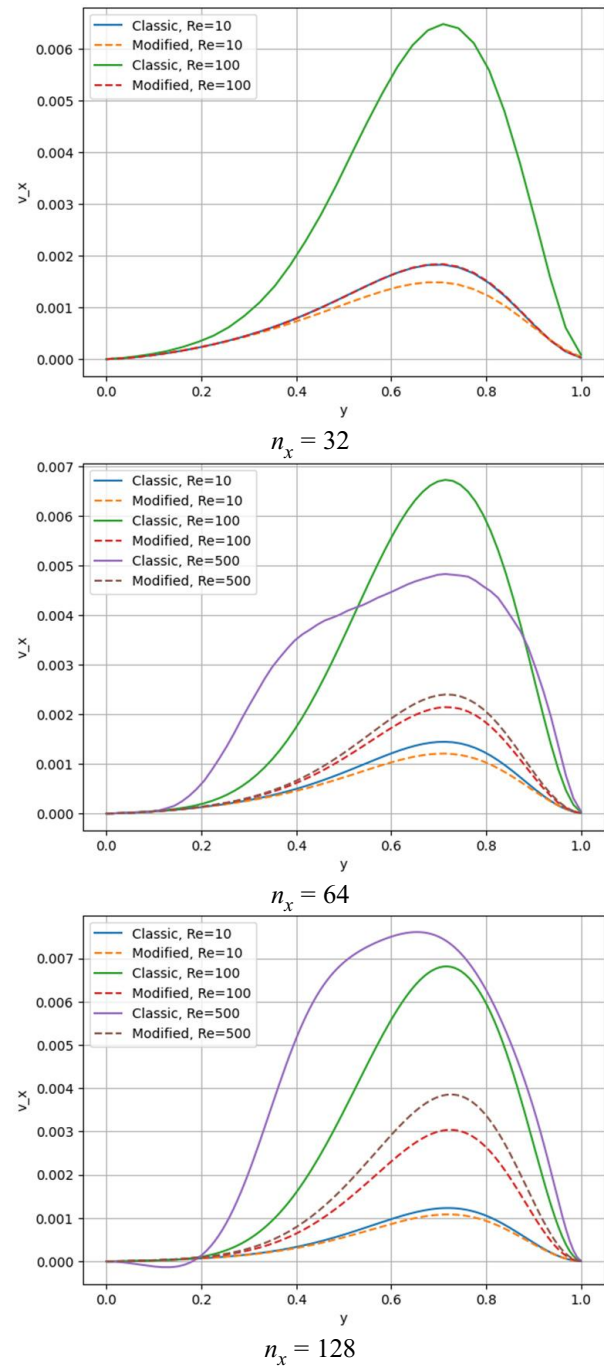 Classic, Re=10
Modified, Re=10
Classic, Re=100
Modified, Re=100
0.006
0.005
0.004
0.003
0.002
0.001
0.000
v_x
0.0 0.2 0.4 0.6 0.8 1.0
y
n_x = 32
Classic, Re=10
Modified, Re=10
Classic, Re=100
Modified, Re=100
Classic, Re=500
Modified, Re=500
0.007
0.006
0.005
0.004
0.003
0.002
0.001
0.000
v_x
0.0 0.2 0.4 0.6 0.8 1.0
y
n_x = 64
Classic, Re=10
Modified, Re=10
Classic, Re=100
Modified, Re=100
Classic, Re=500
Modified, Re=500
0.007
0.006
0.005
0.004
0.003
0.002
0.001
0.000
v_x
0.0 0.2 0.4 0.6 0.8 1.0
y
n_x = 128